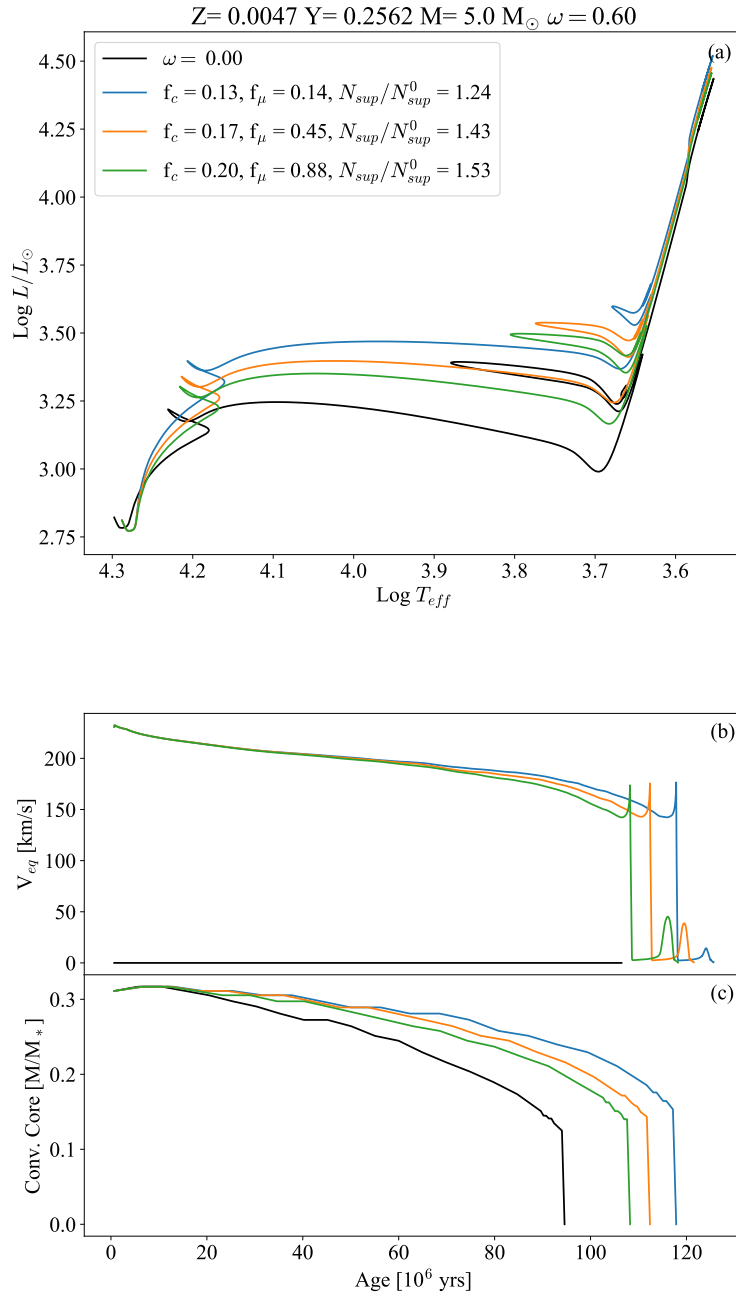 Z= 0.0047 Y= 0.2562 M= 5.0 M☉ ω = 0.60
(a)
ω = 0.00
f_c = 0.13, f_μ = 0.14, N_sup/N⁰_sup = 1.24
f_c = 0.17, f_μ = 0.45, N_sup/N⁰_sup = 1.43
f_c = 0.20, f_μ = 0.88, N_sup/N⁰_sup = 1.53
Log L/L☉
4.50
4.25
4.00
3.75
3.50
3.25
3.00
2.75
4.3 4.2 4.1 4.0 3.9 3.8 3.7 3.6
Log T_eff
(b)
V_eq [km/s]
200
150
100
50
0
(c)
Conv. Core [M/M_*]
0.3
0.2
0.1
0.0
0 20 40 60 80 100 120
Age [10⁶ yrs]